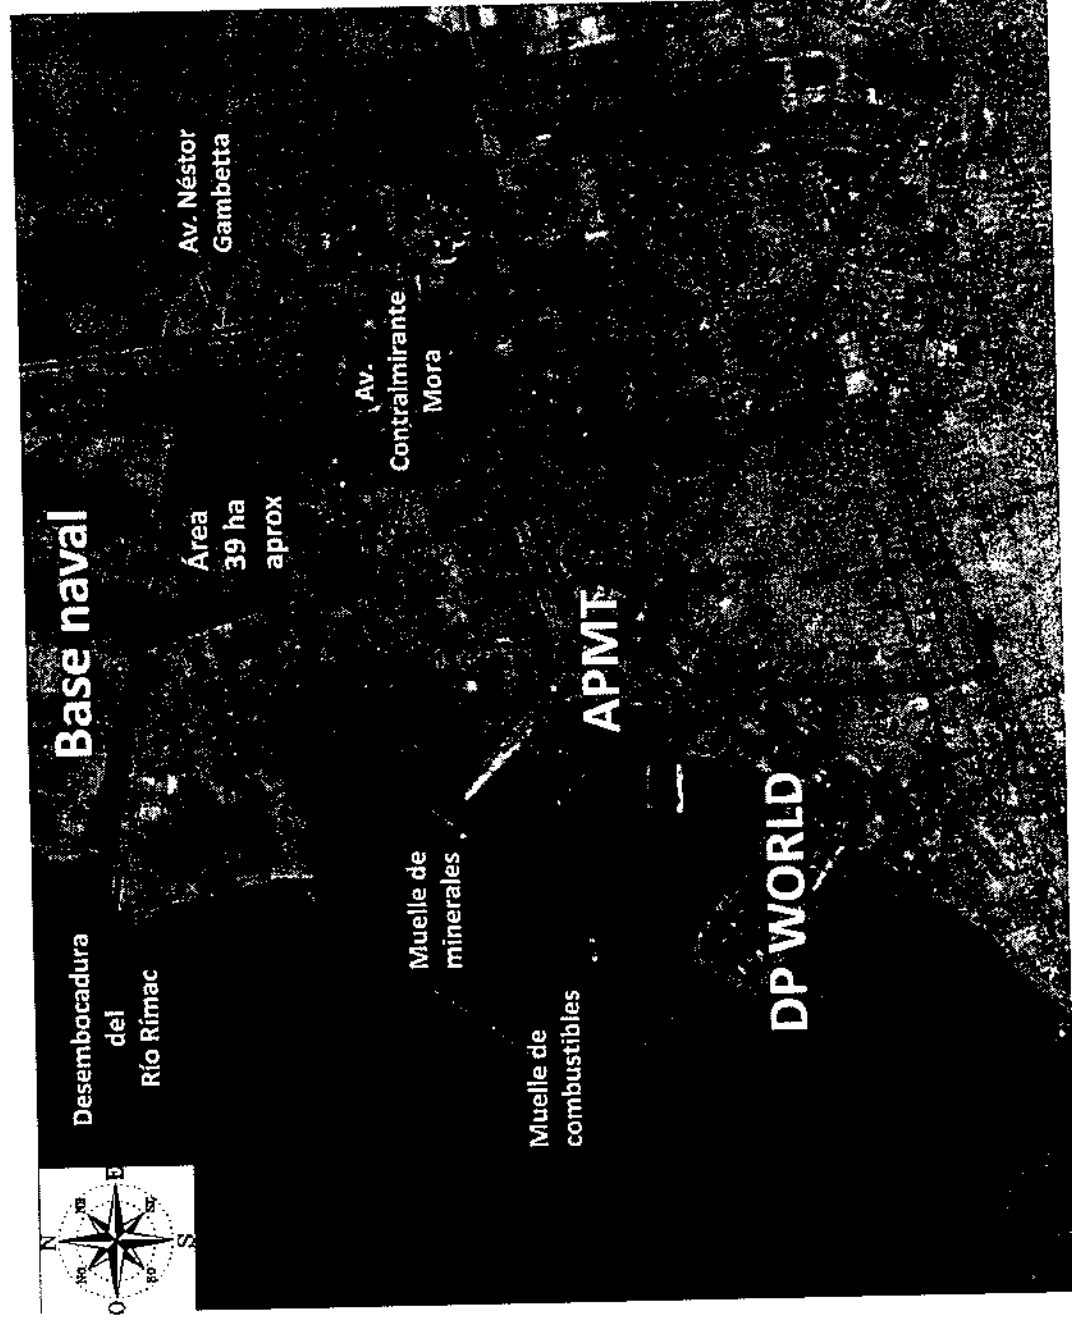 N
NO NE
O E
SO SE
S
Desembocadura
del
Río Rímac
Base naval
Área
39 ha
aprox
Av. Néstor
Gambetta
Av.
Contralmirante
Mora
Muelle de
minerales
Muelle de
combustibles
APMT
DP WORLD